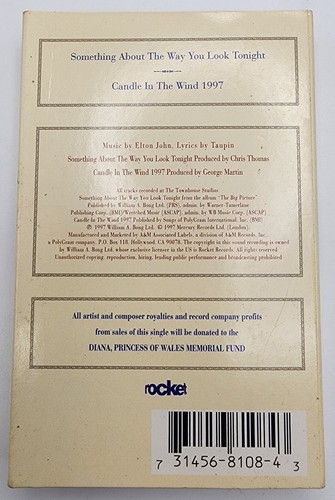 Something About The Way You Look Tonight
Candle In The Wind 1997
Music by Elton John, Lyrics by Taupin
Something About The Way You Look Tonight Produced by Chris Thomas
Candle In The Wind 1997 Produced by George Martin
All tracks recorded at The Townhouse Studios
Something About The Way You Look Tonight from the album "The Big Picture"
Published by William A. Bong Ltd. (PRS), admin. by Warner-Tamerlane
Publishing Corp. (BMI)/Wretched Music (ASCAP), admin. by WB Music Corp. (ASCAP)
Candle In The Wind 1997 Published by Songs of PolyGram International, Inc. (BMI)
℗ 1997 William A. Bong Ltd. © 1997 Mercury Records Ltd. (London).
Manufactured and Marketed by A&M Associated Labels, a division of A&M Records, Inc.,
a PolyGram company, P.O. Box 118, Hollywood, CA 90078. The copyright in this sound recording is owned
by William A. Bong Ltd. whose exclusive licensee in the US is Rocket Records. All rights reserved.
Unauthorized copying, reproduction, hiring, lending, public performance and broadcasting prohibited
All artist and composer royalties and record company profits
from sales of this single will be donated to the
DIANA, PRINCESS OF WALES MEMORIAL FUND
rocket
7 31456-8108-4 3